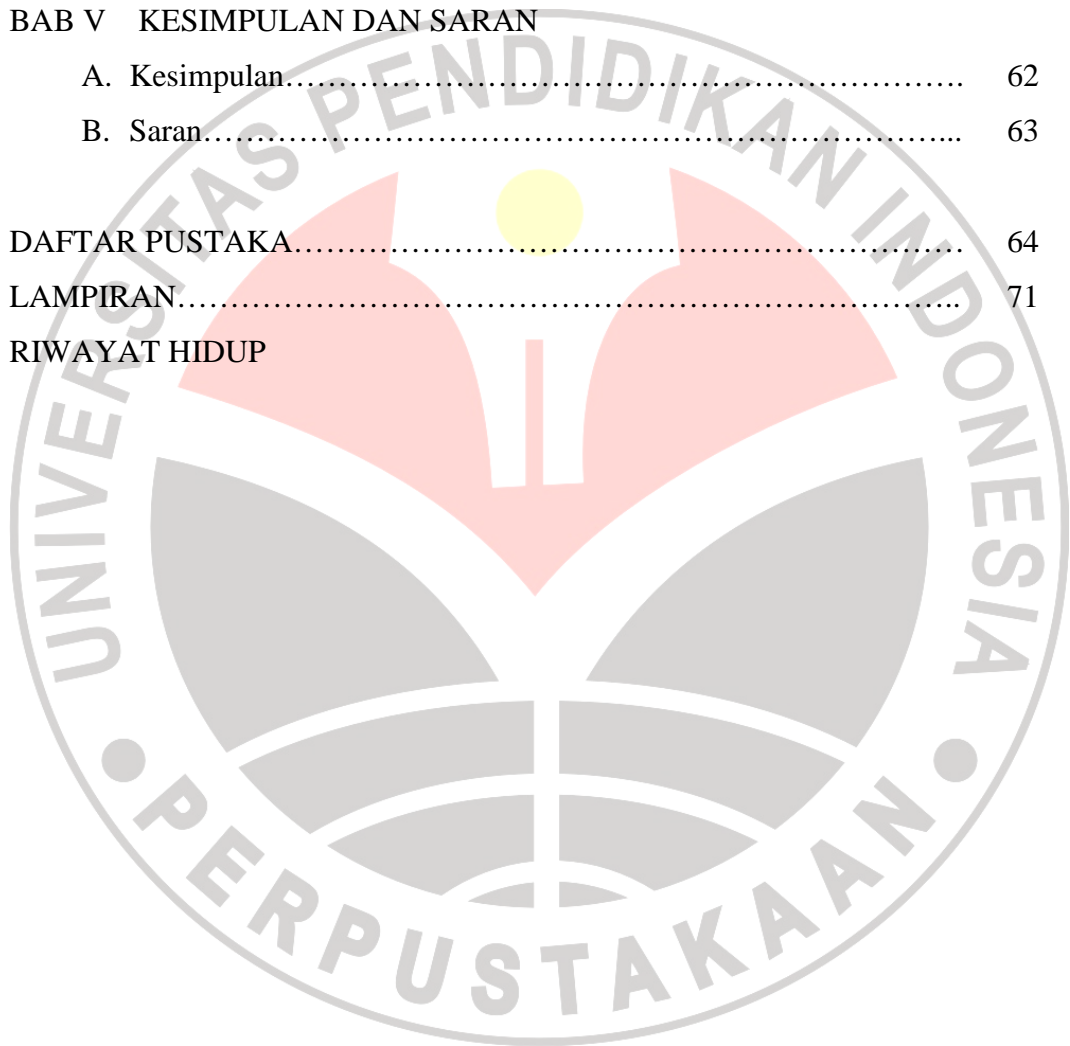 BAB V KESIMPULAN DAN SARAN
A. Kesimpulan…………………………………………………………. 62
B. Saran………………………………………………………………... 63
DAFTAR PUSTAKA………………………………………………………… 64
LAMPIRAN………………………………………………………………….. 71
RIWAYAT HIDUP
UNIVERSITAS PENDIDIKAN INDONESIA
PERPUSTAKAAN